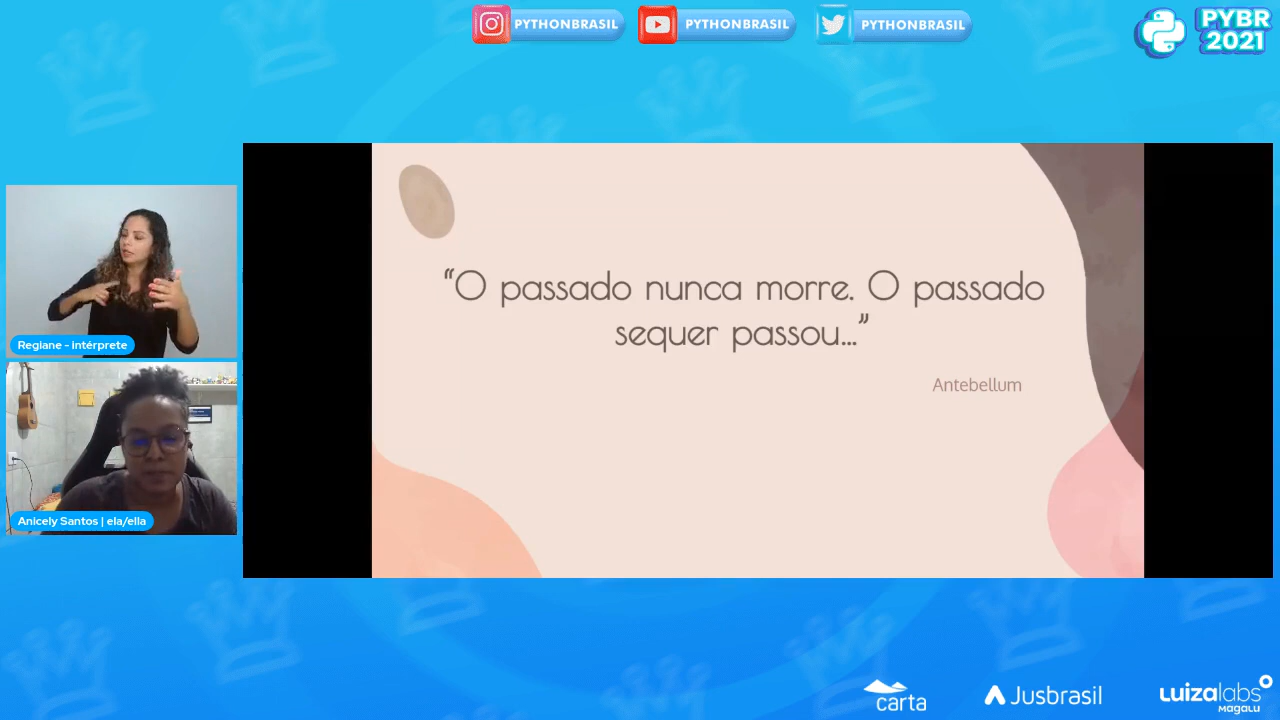 PYTHONBRASIL
PYTHONBRASIL
PYTHONBRASIL
PYBR
2021
“O passado nunca morre. O passado
sequer passou...”
Antebellum
Regiane - intérprete
Anicely Santos | ela/ella
carta
Jusbrasil
LUIZAlabs
MAGALU